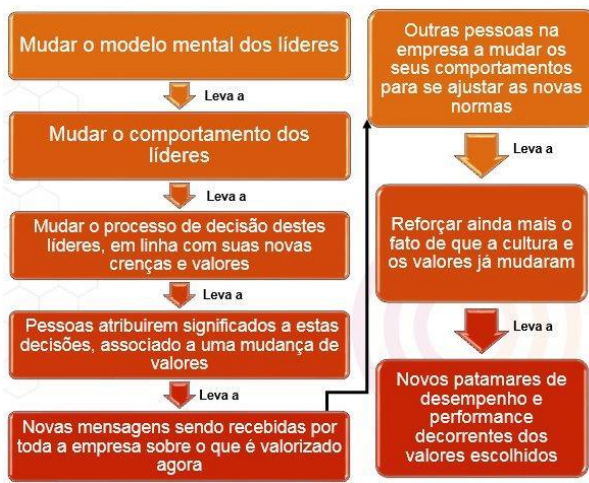 Mudar o modelo mental dos líderes
Leva a
Mudar o comportamento dos
líderes
Leva a
Mudar o processo de decisão destes
líderes, em linha com suas novas
crenças e valores
Leva a
Pessoas atribuirem significados a estas
decisões, associado a uma mudança de
valores
Leva a
Novas mensagens sendo recebidas por
toda a empresa sobre o que é valorizado
agora
Outras pessoas na
empresa a mudar os
seus comportamentos
para se ajustar as novas
normas
Leva a
Reforçar ainda mais o
fato de que a cultura e
os valores já mudaram
Leva a
Novos patamares de
desempenho e
performance
decorrentes dos
valores escolhidos